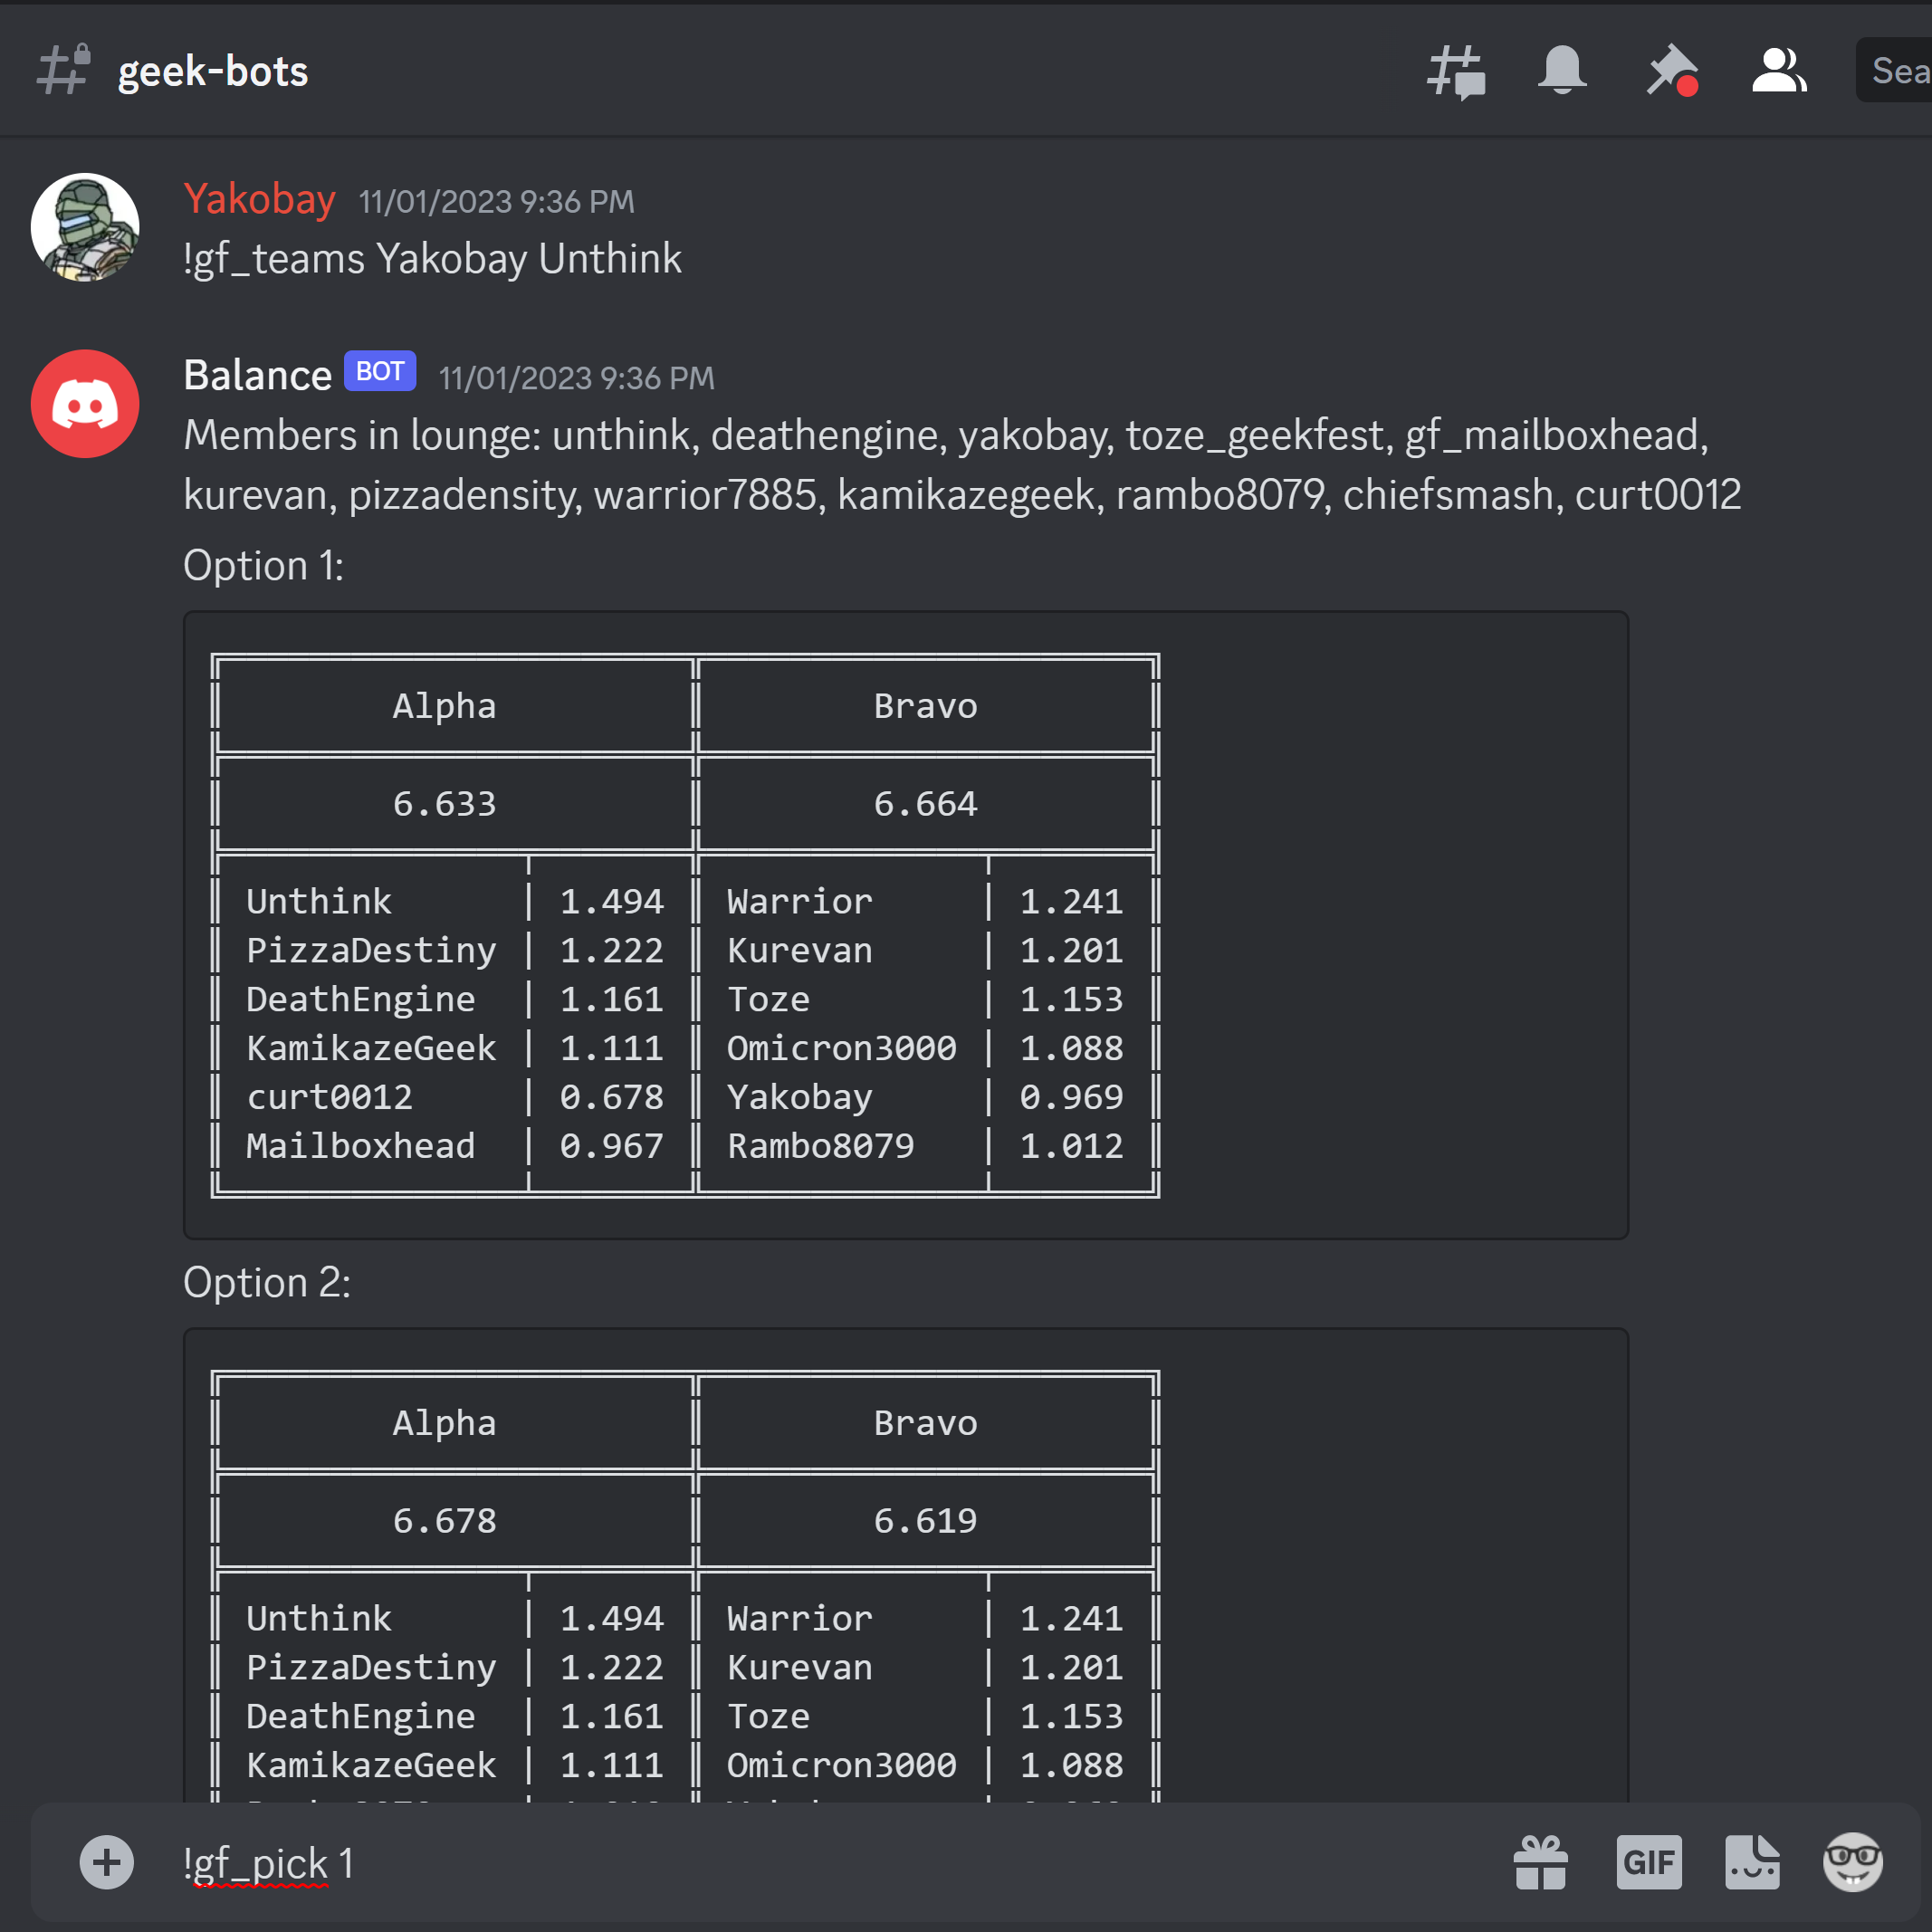 geek-bots
Sea
Yakobay 11/01/2023 9:36 PM
!gf_teams Yakobay Unthink
Balance BOT 11/01/2023 9:36 PM
Members in lounge: unthink, deathengine, yakobay, toze_geekfest, gf_mailboxhead,
kurevan, pizzadensity, warrior7885, kamikazegeek, rambo8079, chiefsmash, curt0012
Option 1:
Alpha Bravo
6.633 6.664
Unthink | 1.494 Warrior | 1.241
PizzaDestiny | 1.222 Kurevan | 1.201
DeathEngine | 1.161 Toze | 1.153
KamikazeGeek | 1.111 Omicron3000 | 1.088
curt0012 | 0.678 Yakobay | 0.969
Mailboxhead | 0.967 Rambo8079 | 1.012
Option 2:
Alpha Bravo
6.678 6.619
Unthink | 1.494 Warrior | 1.241
PizzaDestiny | 1.222 Kurevan | 1.201
DeathEngine | 1.161 Toze | 1.153
KamikazeGeek | 1.111 Omicron3000 | 1.088
!gf_pick 1
GIF